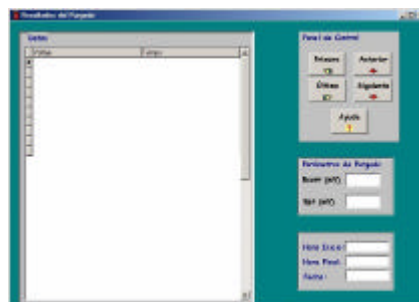 Resultados del Purgado
Datos
Panel de Control
Primero
Anterior
Último
Siguiente
Ayuda
Parámetros de Purgado
Hora Inicio:
Hora Final:
Fecha: